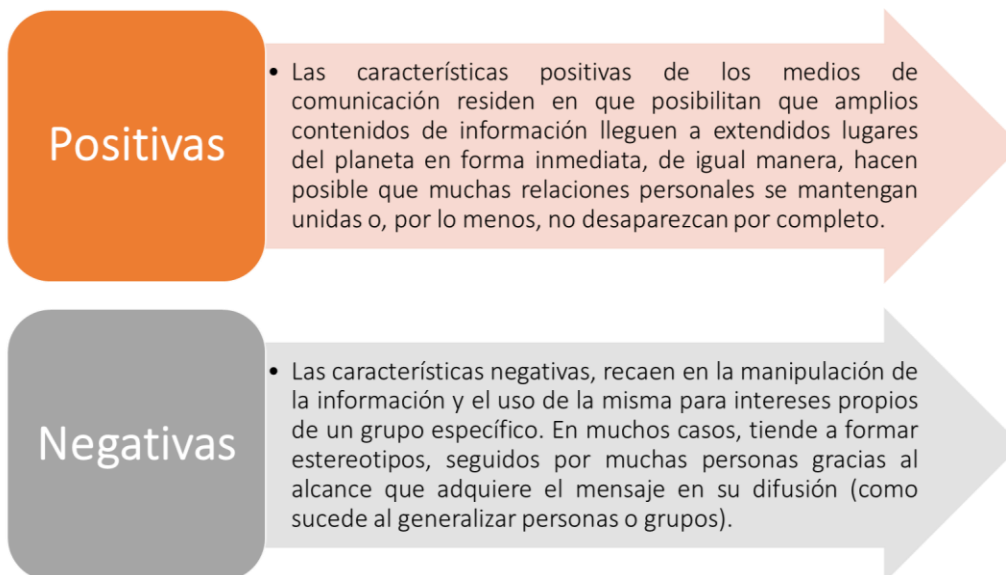 Positivas
• Las características positivas de los medios de
comunicación residen en que posibilitan que amplios
contenidos de información lleguen a extendidos lugares
del planeta en forma inmediata, de igual manera, hacen
posible que muchas relaciones personales se mantengan
unidas o, por lo menos, no desaparezcan por completo.
Negativas
• Las características negativas, recaen en la manipulación de
la información y el uso de la misma para intereses propios
de un grupo específico. En muchos casos, tiende a formar
estereotipos, seguidos por muchas personas gracias al
alcance que adquiere el mensaje en su difusión (como
sucede al generalizar personas o grupos).